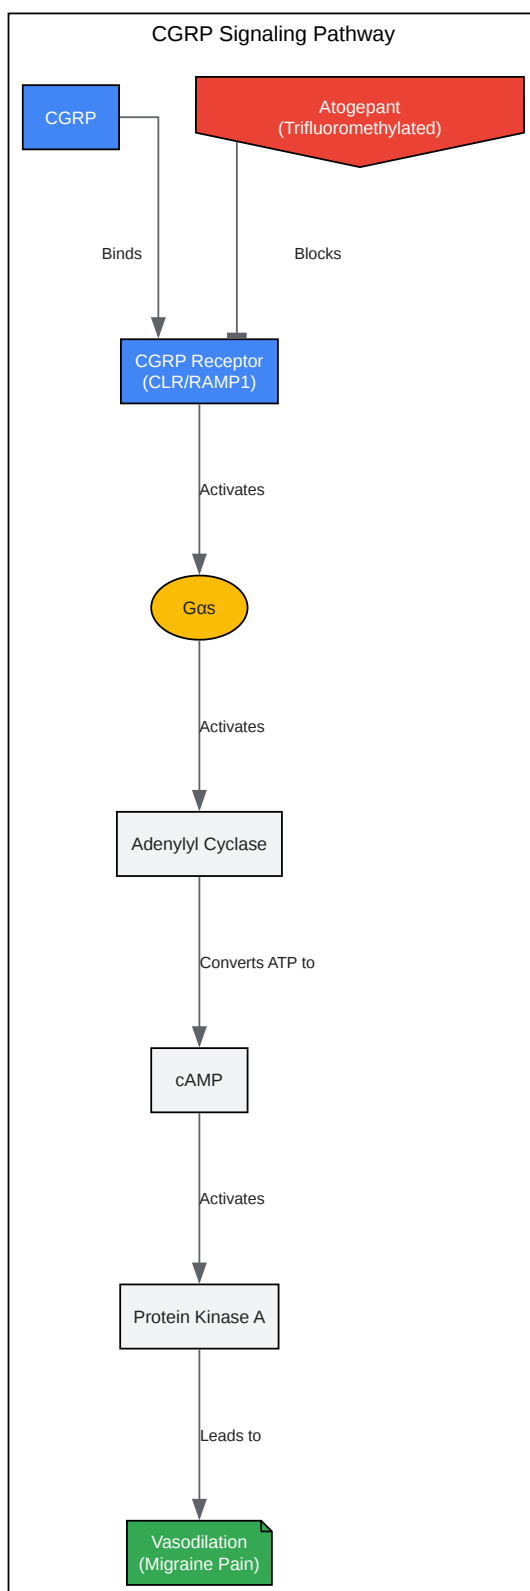 CGRP Signaling Pathway
CGRP
Atogepant
(Trifluoromethylated)
Binds
Blocks
CGRP Receptor
(CLR/RAMP1)
Activates
Gαs
Activates
Adenylyl Cyclase
Converts ATP to
cAMP
Activates
Protein Kinase A
Leads to
Vasodilation
(Migraine Pain)